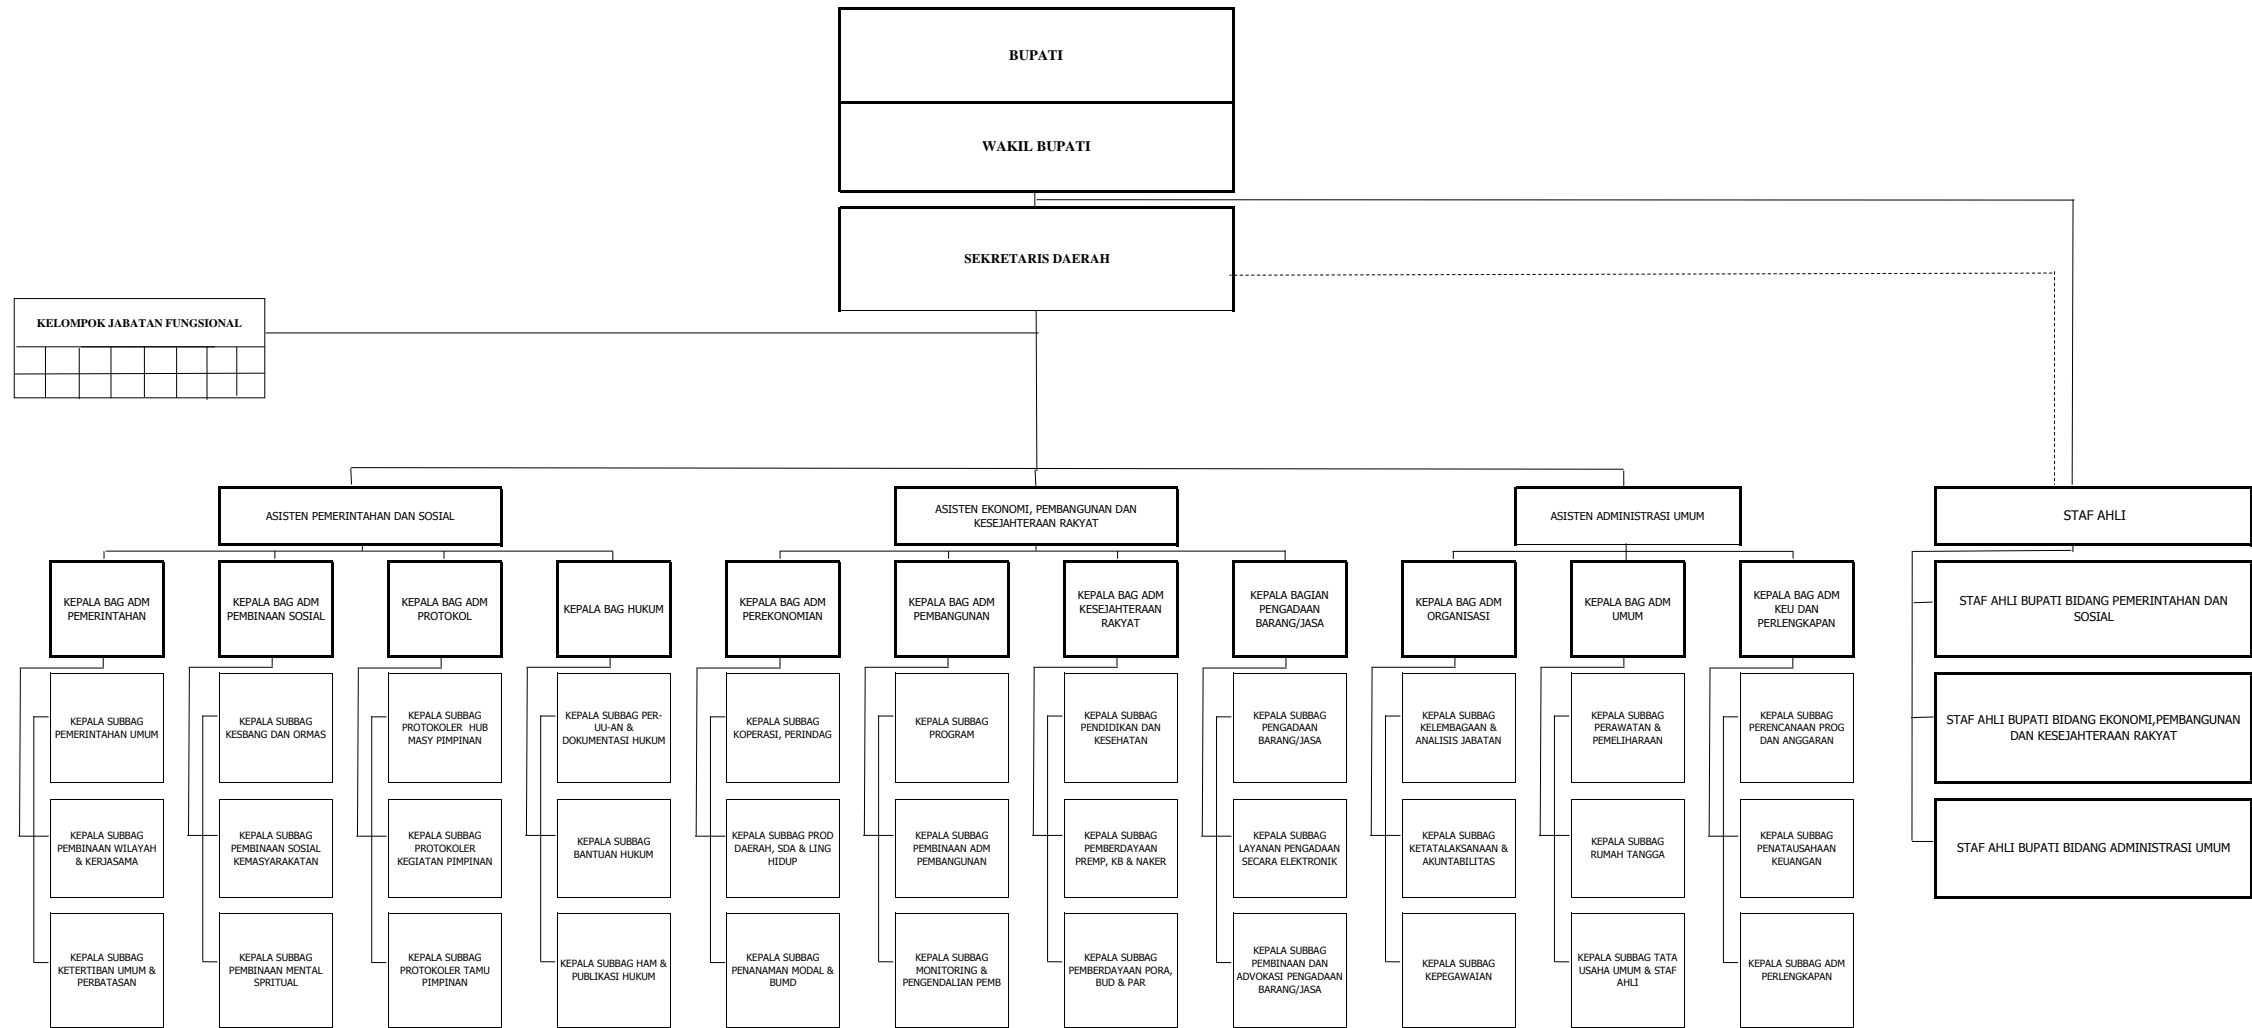 BUPATI
WAKIL BUPATI
SEKRETARIS DAERAH
KELOMPOK JABATAN FUNGSIONAL
ASISTEN PEMERINTAHAN DAN SOSIAL
ASISTEN EKONOMI, PEMBANGUNAN DAN
KESEJAHTERAAN RAKYAT
ASISTEN ADMINISTRASI UMUM
STAF AHLI
KEPALA BAG ADM
PEMERINTAHAN
KEPALA BAG ADM
PEMBINAAN SOSIAL
KEPALA BAG ADM
PROTOKOL
KEPALA BAG HUKUM
KEPALA BAG ADM
PEREKONOMIAN
KEPALA BAG ADM
PEMBANGUNAN
KEPALA BAG ADM
KESEJAHTERAAN
RAKYAT
KEPALA BAGIAN
PENGADAAN
BARANG/JASA
KEPALA BAG ADM
ORGANISASI
KEPALA BAG ADM
UMUM
KEPALA BAG ADM
KEU DAN
PERLENGKAPAN
STAF AHLI BUPATI BIDANG PEMERINTAHAN DAN
SOSIAL
KEPALA SUBBAG
PEMERINTAHAN UMUM
KEPALA SUBBAG
KESBANG DAN ORMAS
KEPALA SUBBAG
PROTOKOLER HUB
MASY PIMPINAN
KEPALA SUBBAG PER-
UU-AN &
DOKUMENTASI HUKUM
KEPALA SUBBAG
KOPERASI, PERINDAG
KEPALA SUBBAG
PROGRAM
KEPALA SUBBAG
PENDIDIKAN DAN
KESEHATAN
KEPALA SUBBAG
PENGADAAN
BARANG/JASA
KEPALA SUBBAG
KELEMBAGAAN &
ANALISIS JABATAN
KEPALA SUBBAG
PERAWATAN &
PEMELIHARAAN
KEPALA SUBBAG
PERENCANAAN PROG
DAN ANGGARAN
STAF AHLI BUPATI BIDANG EKONOMI,PEMBANGUNAN
DAN KESEJAHTERAAN RAKYAT
KEPALA SUBBAG
PEMBINAAN WILAYAH
& KERJASAMA
KEPALA SUBBAG
PEMBINAAN SOSIAL
KEMASYARAKATAN
KEPALA SUBBAG
PROTOKOLER
KEGIATAN PIMPINAN
KEPALA SUBBAG
BANTUAN HUKUM
KEPALA SUBBAG PROD
DAERAH, SDA & LING
HIDUP
KEPALA SUBBAG
PEMBINAAN ADM
PEMBANGUNAN
KEPALA SUBBAG
PEMBERDAYAAN
PREMP, KB & NAKER
KEPALA SUBBAG
LAYANAN PENGADAAN
SECARA ELEKTRONIK
KEPALA SUBBAG
KETATALAKSANAAN &
AKUNTABILITAS
KEPALA SUBBAG
RUMAH TANGGA
KEPALA SUBBAG
PENATAUSAHAAN
KEUANGAN
STAF AHLI BUPATI BIDANG ADMINISTRASI UMUM
KEPALA SUBBAG
KETERTIBAN UMUM &
PERBATASAN
KEPALA SUBBAG
PEMBINAAN MENTAL
SPRITUAL
KEPALA SUBBAG
PROTOKOLER TAMU
PIMPINAN
KEPALA SUBBAG HAM &
PUBLIKASI HUKUM
KEPALA SUBBAG
PENANAMAN MODAL &
BUMD
KEPALA SUBBAG
MONITORING &
PENGENDALIAN PEMB
KEPALA SUBBAG
PEMBERDAYAAN PORA,
BUD & PAR
KEPALA SUBBAG
PEMBINAAN DAN
ADVOKASI PENGADAAN
BARANG/JASA
KEPALA SUBBAG
KEPEGAWAIAN
KEPALA SUBBAG TATA
USAHA UMUM & STAF
AHLI
KEPALA SUBBAG ADM
PERLENGKAPAN